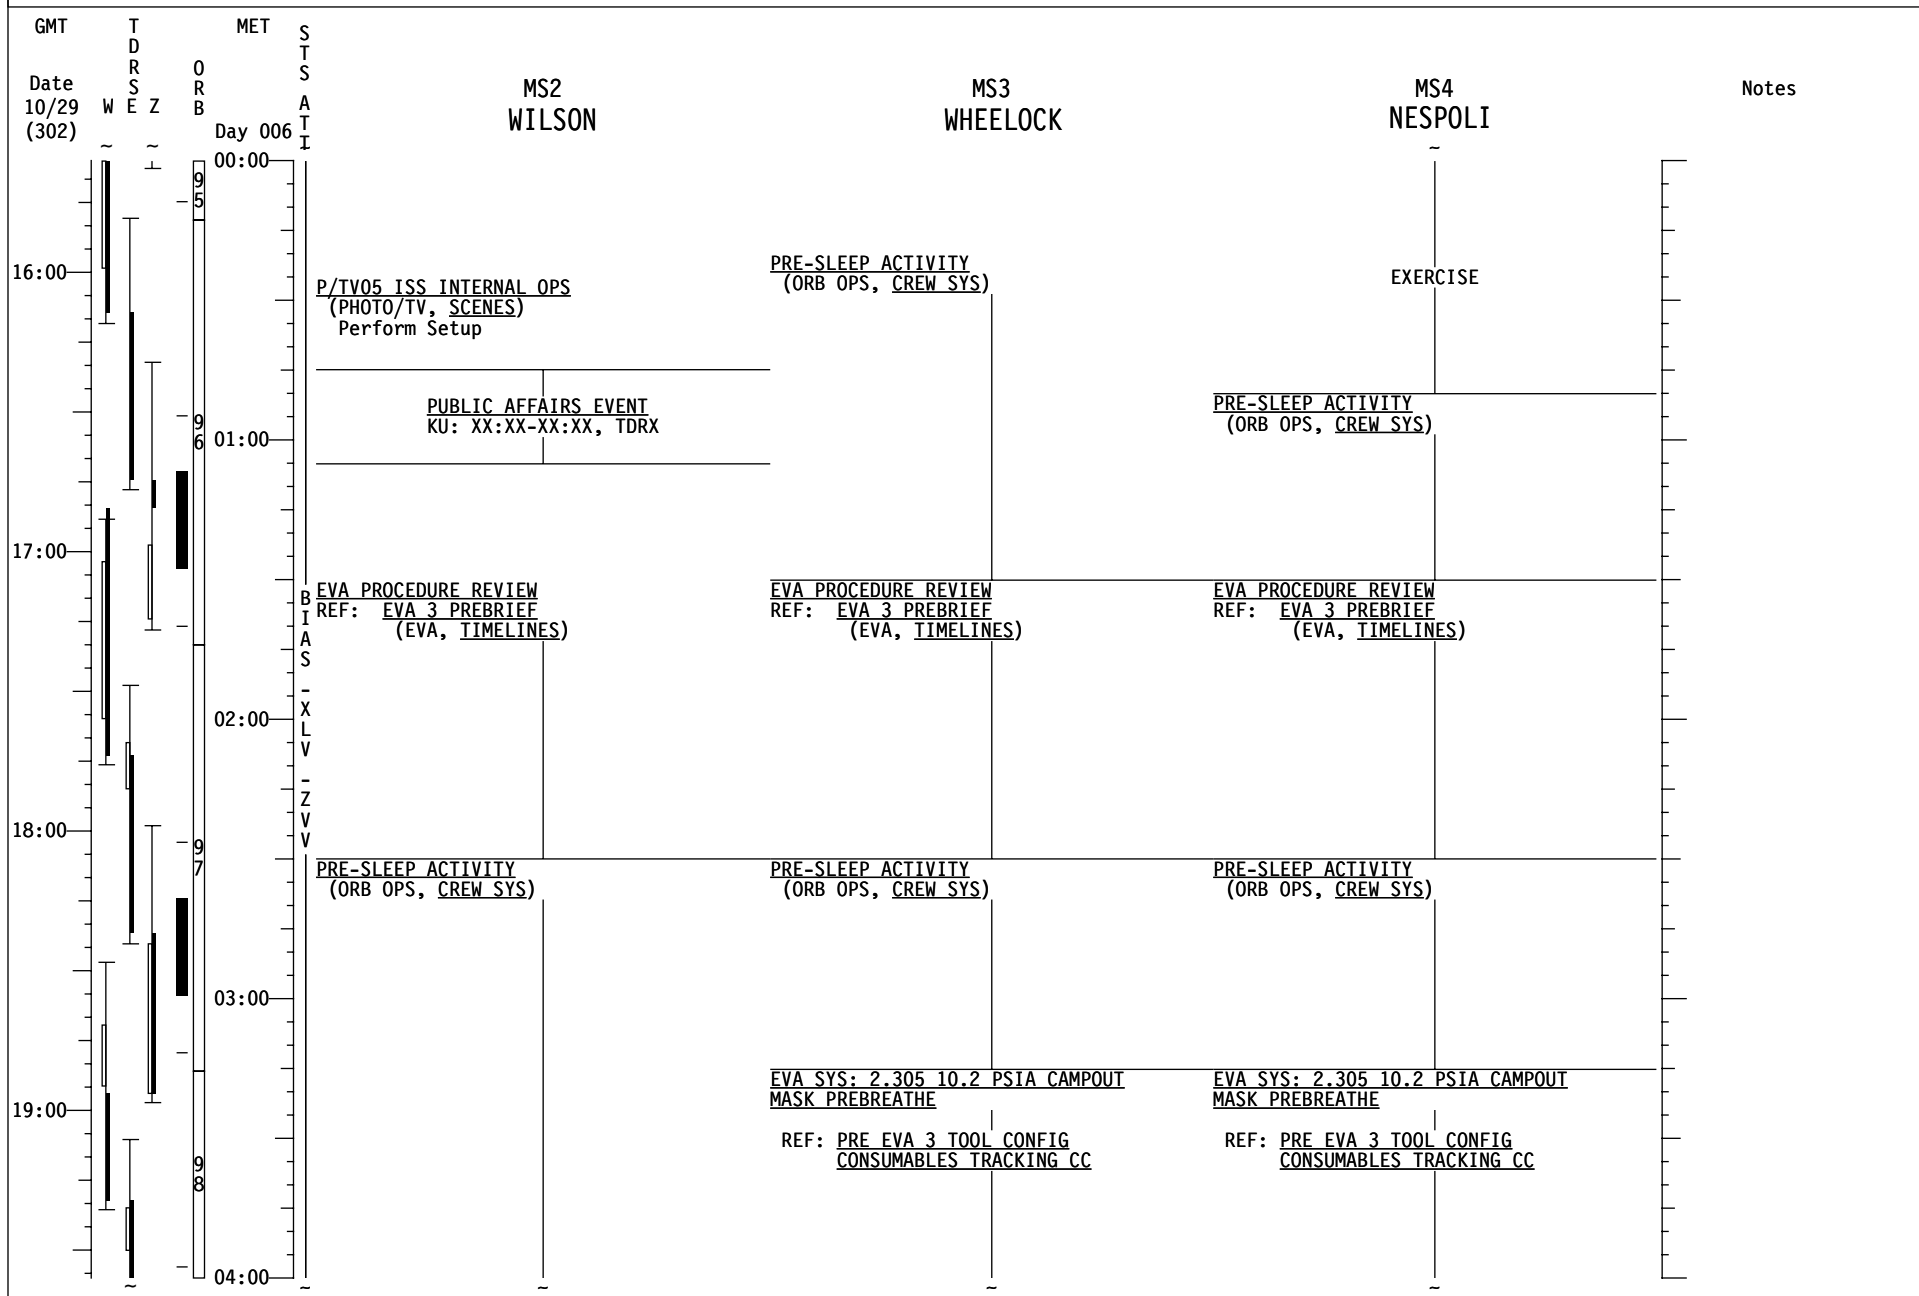 GMT
TDRS
MET
STS ATT
ORB
Date
10/29
(302)
W E Z
Day 006
MS2
WILSON
MS3
WHEELOCK
MS4
NESPOLI
Notes
~ ~ ~ ~
00:00
95
16:00
P/TV05 ISS INTERNAL OPS
(PHOTO/TV, SCENES)
Perform Setup
PRE-SLEEP ACTIVITY
(ORB OPS, CREW SYS)
EXERCISE
PUBLIC AFFAIRS EVENT
KU: XX:XX-XX:XX, TDRX
PRE-SLEEP ACTIVITY
(ORB OPS, CREW SYS)
96
01:00
17:00
BIAS -XLV -ZVV
EVA PROCEDURE REVIEW
REF: EVA 3 PREBRIEF
(EVA, TIMELINES)
EVA PROCEDURE REVIEW
REF: EVA 3 PREBRIEF
(EVA, TIMELINES)
EVA PROCEDURE REVIEW
REF: EVA 3 PREBRIEF
(EVA, TIMELINES)
02:00
18:00
97
PRE-SLEEP ACTIVITY
(ORB OPS, CREW SYS)
PRE-SLEEP ACTIVITY
(ORB OPS, CREW SYS)
PRE-SLEEP ACTIVITY
(ORB OPS, CREW SYS)
03:00
19:00
EVA SYS: 2.305 10.2 PSIA CAMPOUT
MASK PREBREATHE
REF: PRE EVA 3 TOOL CONFIG
CONSUMABLES TRACKING CC
EVA SYS: 2.305 10.2 PSIA CAMPOUT
MASK PREBREATHE
REF: PRE EVA 3 TOOL CONFIG
CONSUMABLES TRACKING CC
98
04:00
~ ~ ~ ~ ~